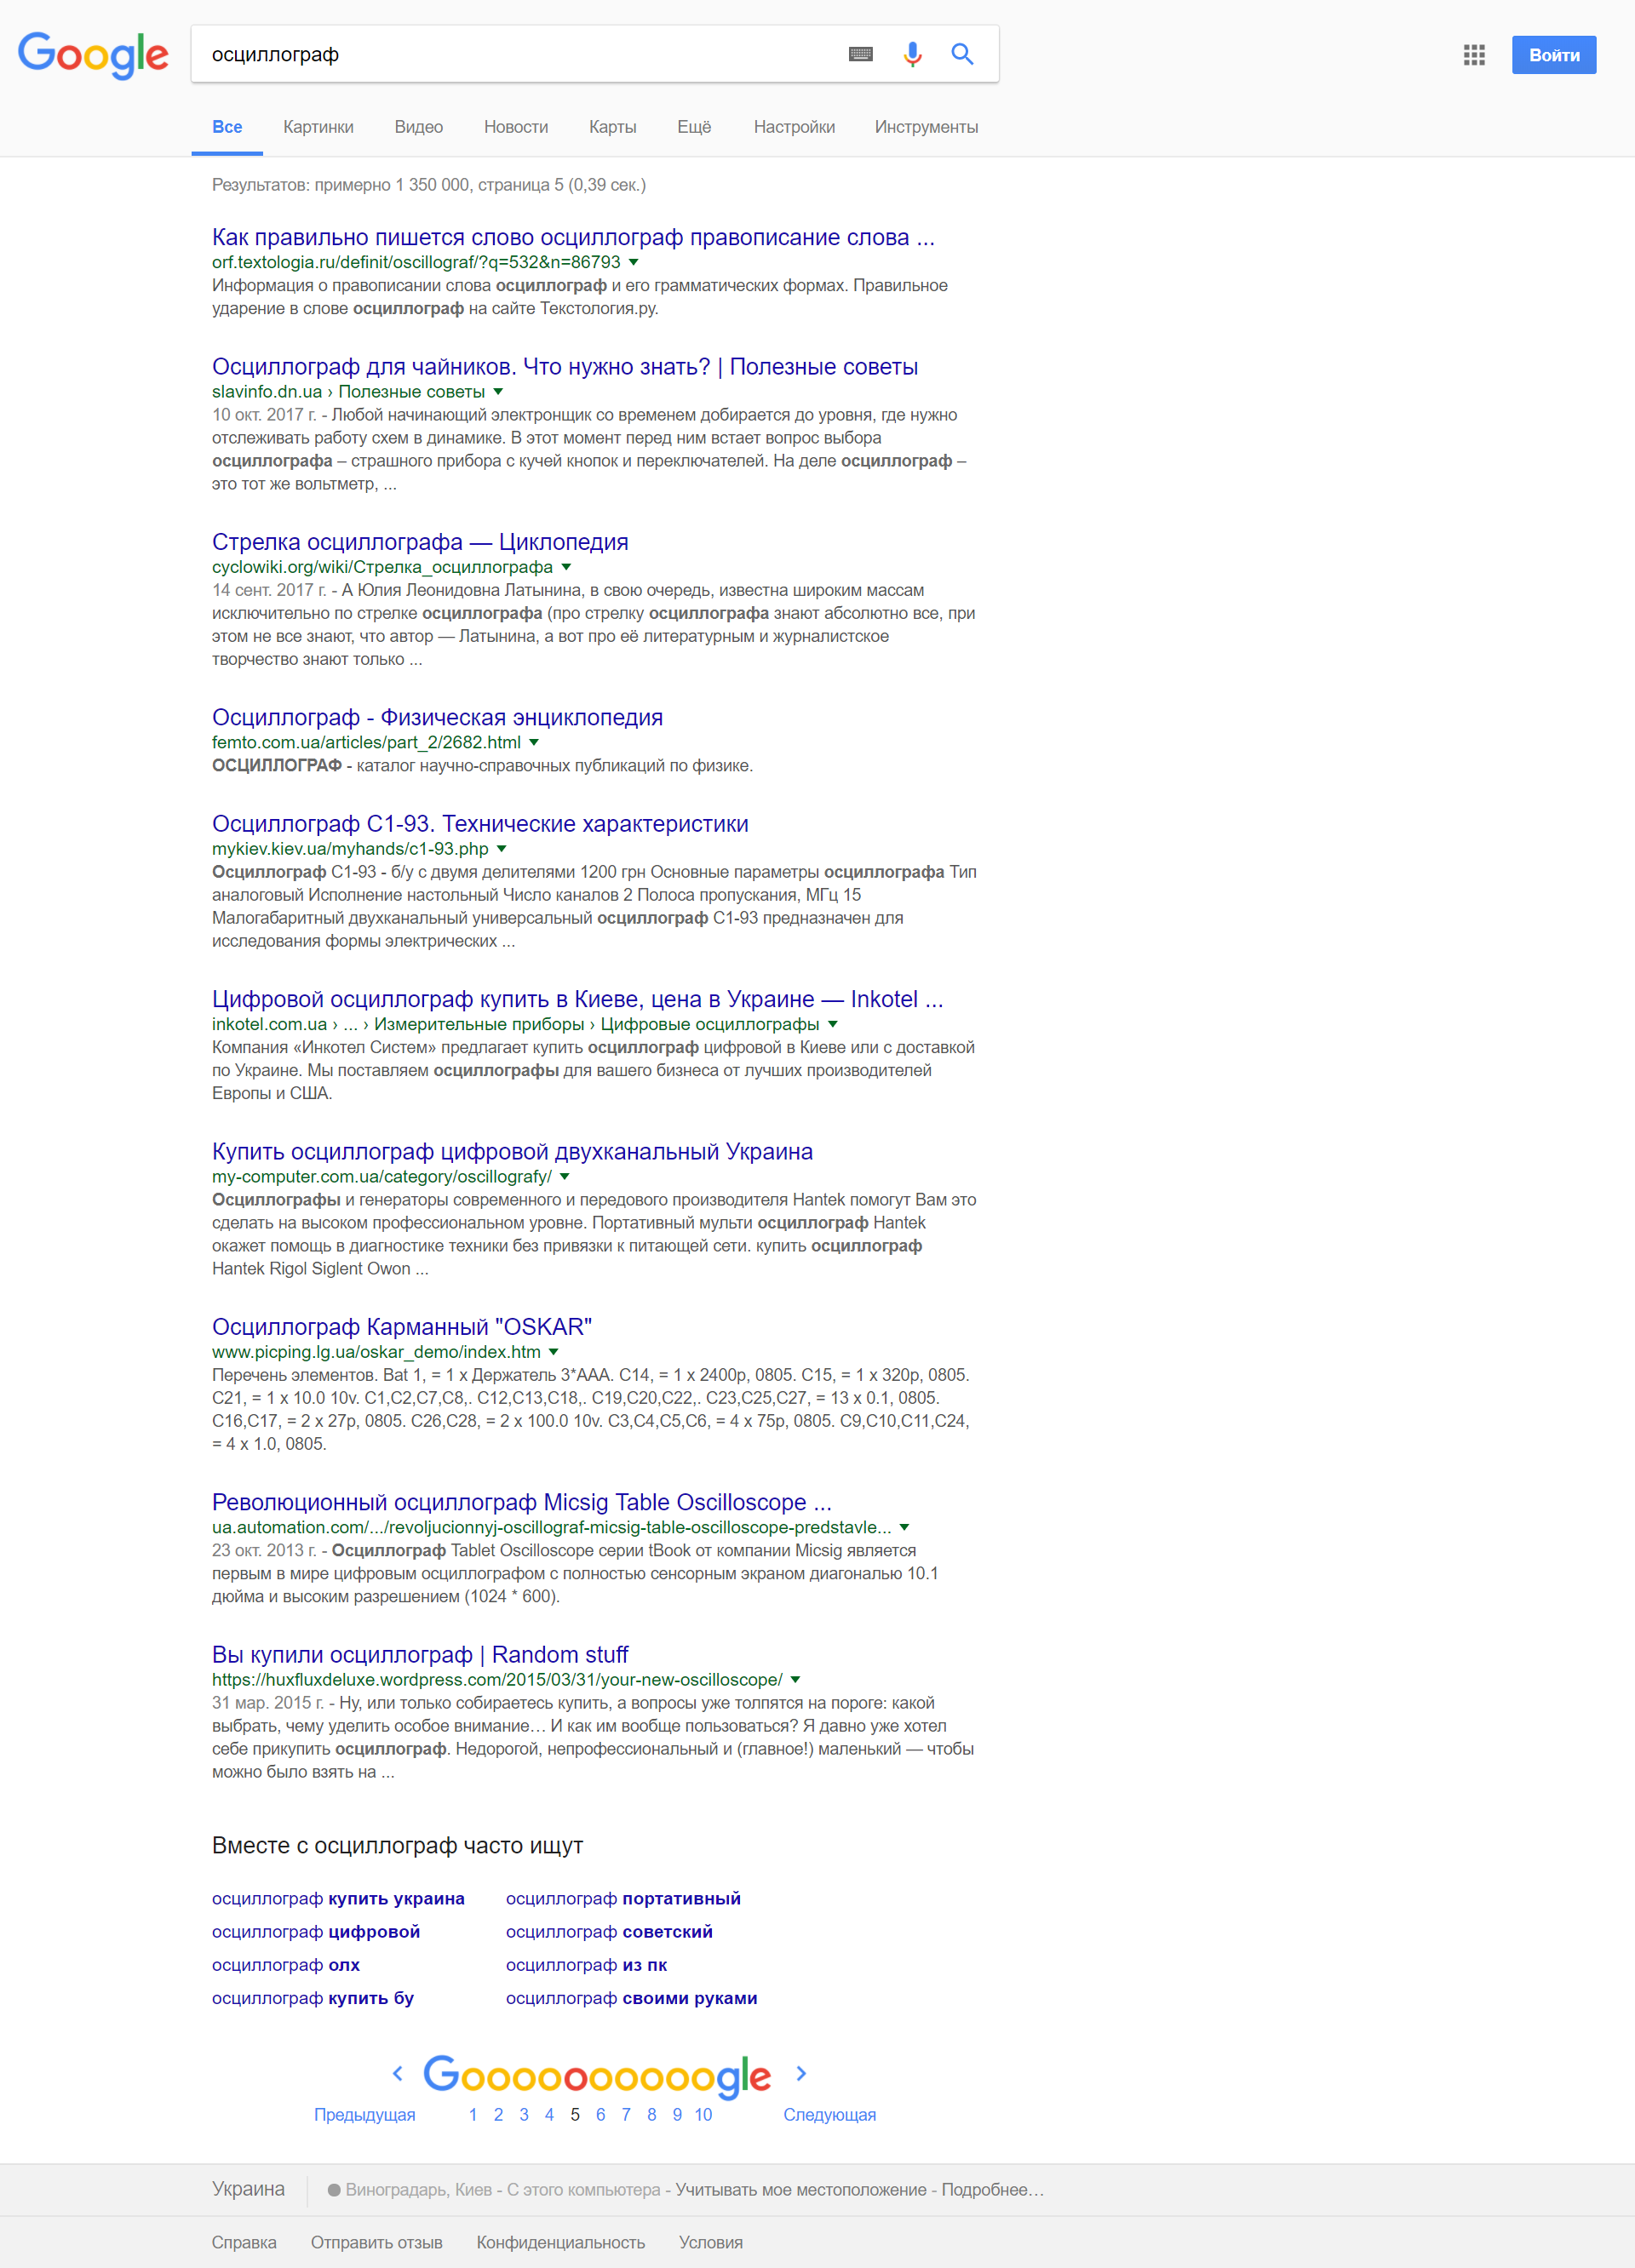 Google
осциллограф
Войти
Все Картинки Видео Новости Карты Ещё Настройки Инструменты
Результатов: примерно 1 350 000, страница 5 (0,39 сек.)
Как правильно пишется слово осциллограф правописание слова ...
orf.textologia.ru/definit/oscillograf/?q=532&n=86793
Информация о правописании слова осциллограф и его грамматических формах. Правильное
ударение в слове осциллограф на сайте Текстология.ру.
Осциллограф для чайников. Что нужно знать? | Полезные советы
slavinfo.dn.ua › Полезные советы
10 окт. 2017 г. - Любой начинающий электронщик со временем добирается до уровня, где нужно
отслеживать работу схем в динамике. В этот момент перед ним встает вопрос выбора
осциллографа – страшного прибора с кучей кнопок и переключателей. На деле осциллограф –
это тот же вольтметр, ...
Стрелка осциллографа — Циклопедия
cyclowiki.org/wiki/Стрелка_осциллографа
14 сент. 2017 г. - А Юлия Леонидовна Латынина, в свою очередь, известна широким массам
исключительно по стрелке осциллографа (про стрелку осциллографа знают абсолютно все, при
этом не все знают, что автор — Латынина, а вот про её литературным и журналистское
творчество знают только ...
Осциллограф - Физическая энциклопедия
femto.com.ua/articles/part_2/2682.html
ОСЦИЛЛОГРАФ - каталог научно-справочных публикаций по физике.
Осциллограф С1-93. Технические характеристики
mykiev.kiev.ua/myhands/c1-93.php
Осциллограф С1-93 - б/у с двумя делителями 1200 грн Основные параметры осциллографа Тип
аналоговый Исполнение настольный Число каналов 2 Полоса пропускания, МГц 15
Малогабаритный двухканальный универсальный осциллограф С1-93 предназначен для
исследования формы электрических ...
Цифровой осциллограф купить в Киеве, цена в Украине — Inkotel ...
inkotel.com.ua › ... › Измерительные приборы › Цифровые осциллографы
Компания «Инкотел Систем» предлагает купить осциллограф цифровой в Киеве или с доставкой
по Украине. Мы поставляем осциллографы для вашего бизнеса от лучших производителей
Европы и США.
Купить осциллограф цифровой двухканальный Украина
my-computer.com.ua/category/oscillografy/
Осциллографы и генераторы современного и передового производителя Hantek помогут Вам это
сделать на высоком профессиональном уровне. Портативный мульти осциллограф Hantek
окажет помощь в диагностике техники без привязки к питающей сети. купить осциллограф
Hantek Rigol Siglent Owon ...
Осциллограф Карманный "OSKAR"
www.picping.lg.ua/oskar_demo/index.htm
Перечень элементов. Bat 1, = 1 x Держатель 3*AAA. C14, = 1 x 2400p, 0805. C15, = 1 x 320p, 0805.
C21, = 1 x 10.0 10v. C1,C2,C7,C8,. C12,C13,C18,. C19,C20,C22,. C23,C25,C27, = 13 x 0.1, 0805.
C16,C17, = 2 x 27p, 0805. C26,C28, = 2 x 100.0 10v. C3,C4,C5,C6, = 4 x 75p, 0805. C9,C10,C11,C24,
= 4 x 1.0, 0805.
Революционный осциллограф Micsig Table Oscilloscope ...
ua.automation.com/.../revoljucionnyj-oscillograf-micsig-table-oscilloscope-predstavle...
23 окт. 2013 г. - Осциллограф Tablet Oscilloscope серии tBook от компании Micsig является
первым в мире цифровым осциллографом с полностью сенсорным экраном диагональю 10.1
дюйма и высоким разрешением (1024 * 600).
Вы купили осциллограф | Random stuff
https://huxfluxdeluxe.wordpress.com/2015/03/31/your-new-oscilloscope/
31 мар. 2015 г. - Ну, или только собираетесь купить, а вопросы уже толпятся на пороге: какой
выбрать, чему уделить особое внимание… И как им вообще пользоваться? Я давно уже хотел
себе прикупить осциллограф. Недорогой, непрофессиональный и (главное!) маленький — чтобы
можно было взять на ...
Вместе с осциллограф часто ищут
осциллограф купить украина осциллограф портативный
осциллограф цифровой осциллограф советский
осциллограф олх осциллограф из пк
осциллограф купить бу осциллограф своими руками
Goooooooooogle
Предыдущая 1 2 3 4 5 6 7 8 9 10 Следующая
Украина Виноградарь, Киев - С этого компьютера - Учитывать мое местоположение - Подробнее…
Справка Отправить отзыв Конфиденциальность Условия